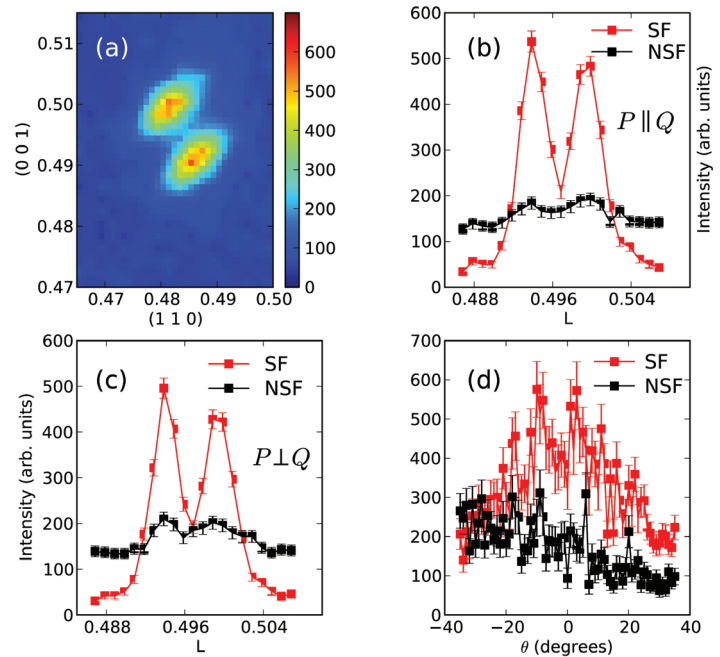 (a)
(0 0 1)
0.51
0.50
0.49
0.48
0.47
0.47 0.48 0.49 0.50
(1 1 0)
700
600
500
400
300
200
100
0
(b)
SF
NSF
P ∥ Q
Intensity (arb. units)
600
500
400
300
200
100
0
0.488 0.496 0.504
L
(c)
SF
NSF
P⊥Q
Intensity (arb. units)
600
500
400
300
200
100
0
0.488 0.496 0.504
L
(d)
SF
NSF
700
600
500
400
300
200
100
0
−40 −20 0 20 40
θ (degrees)